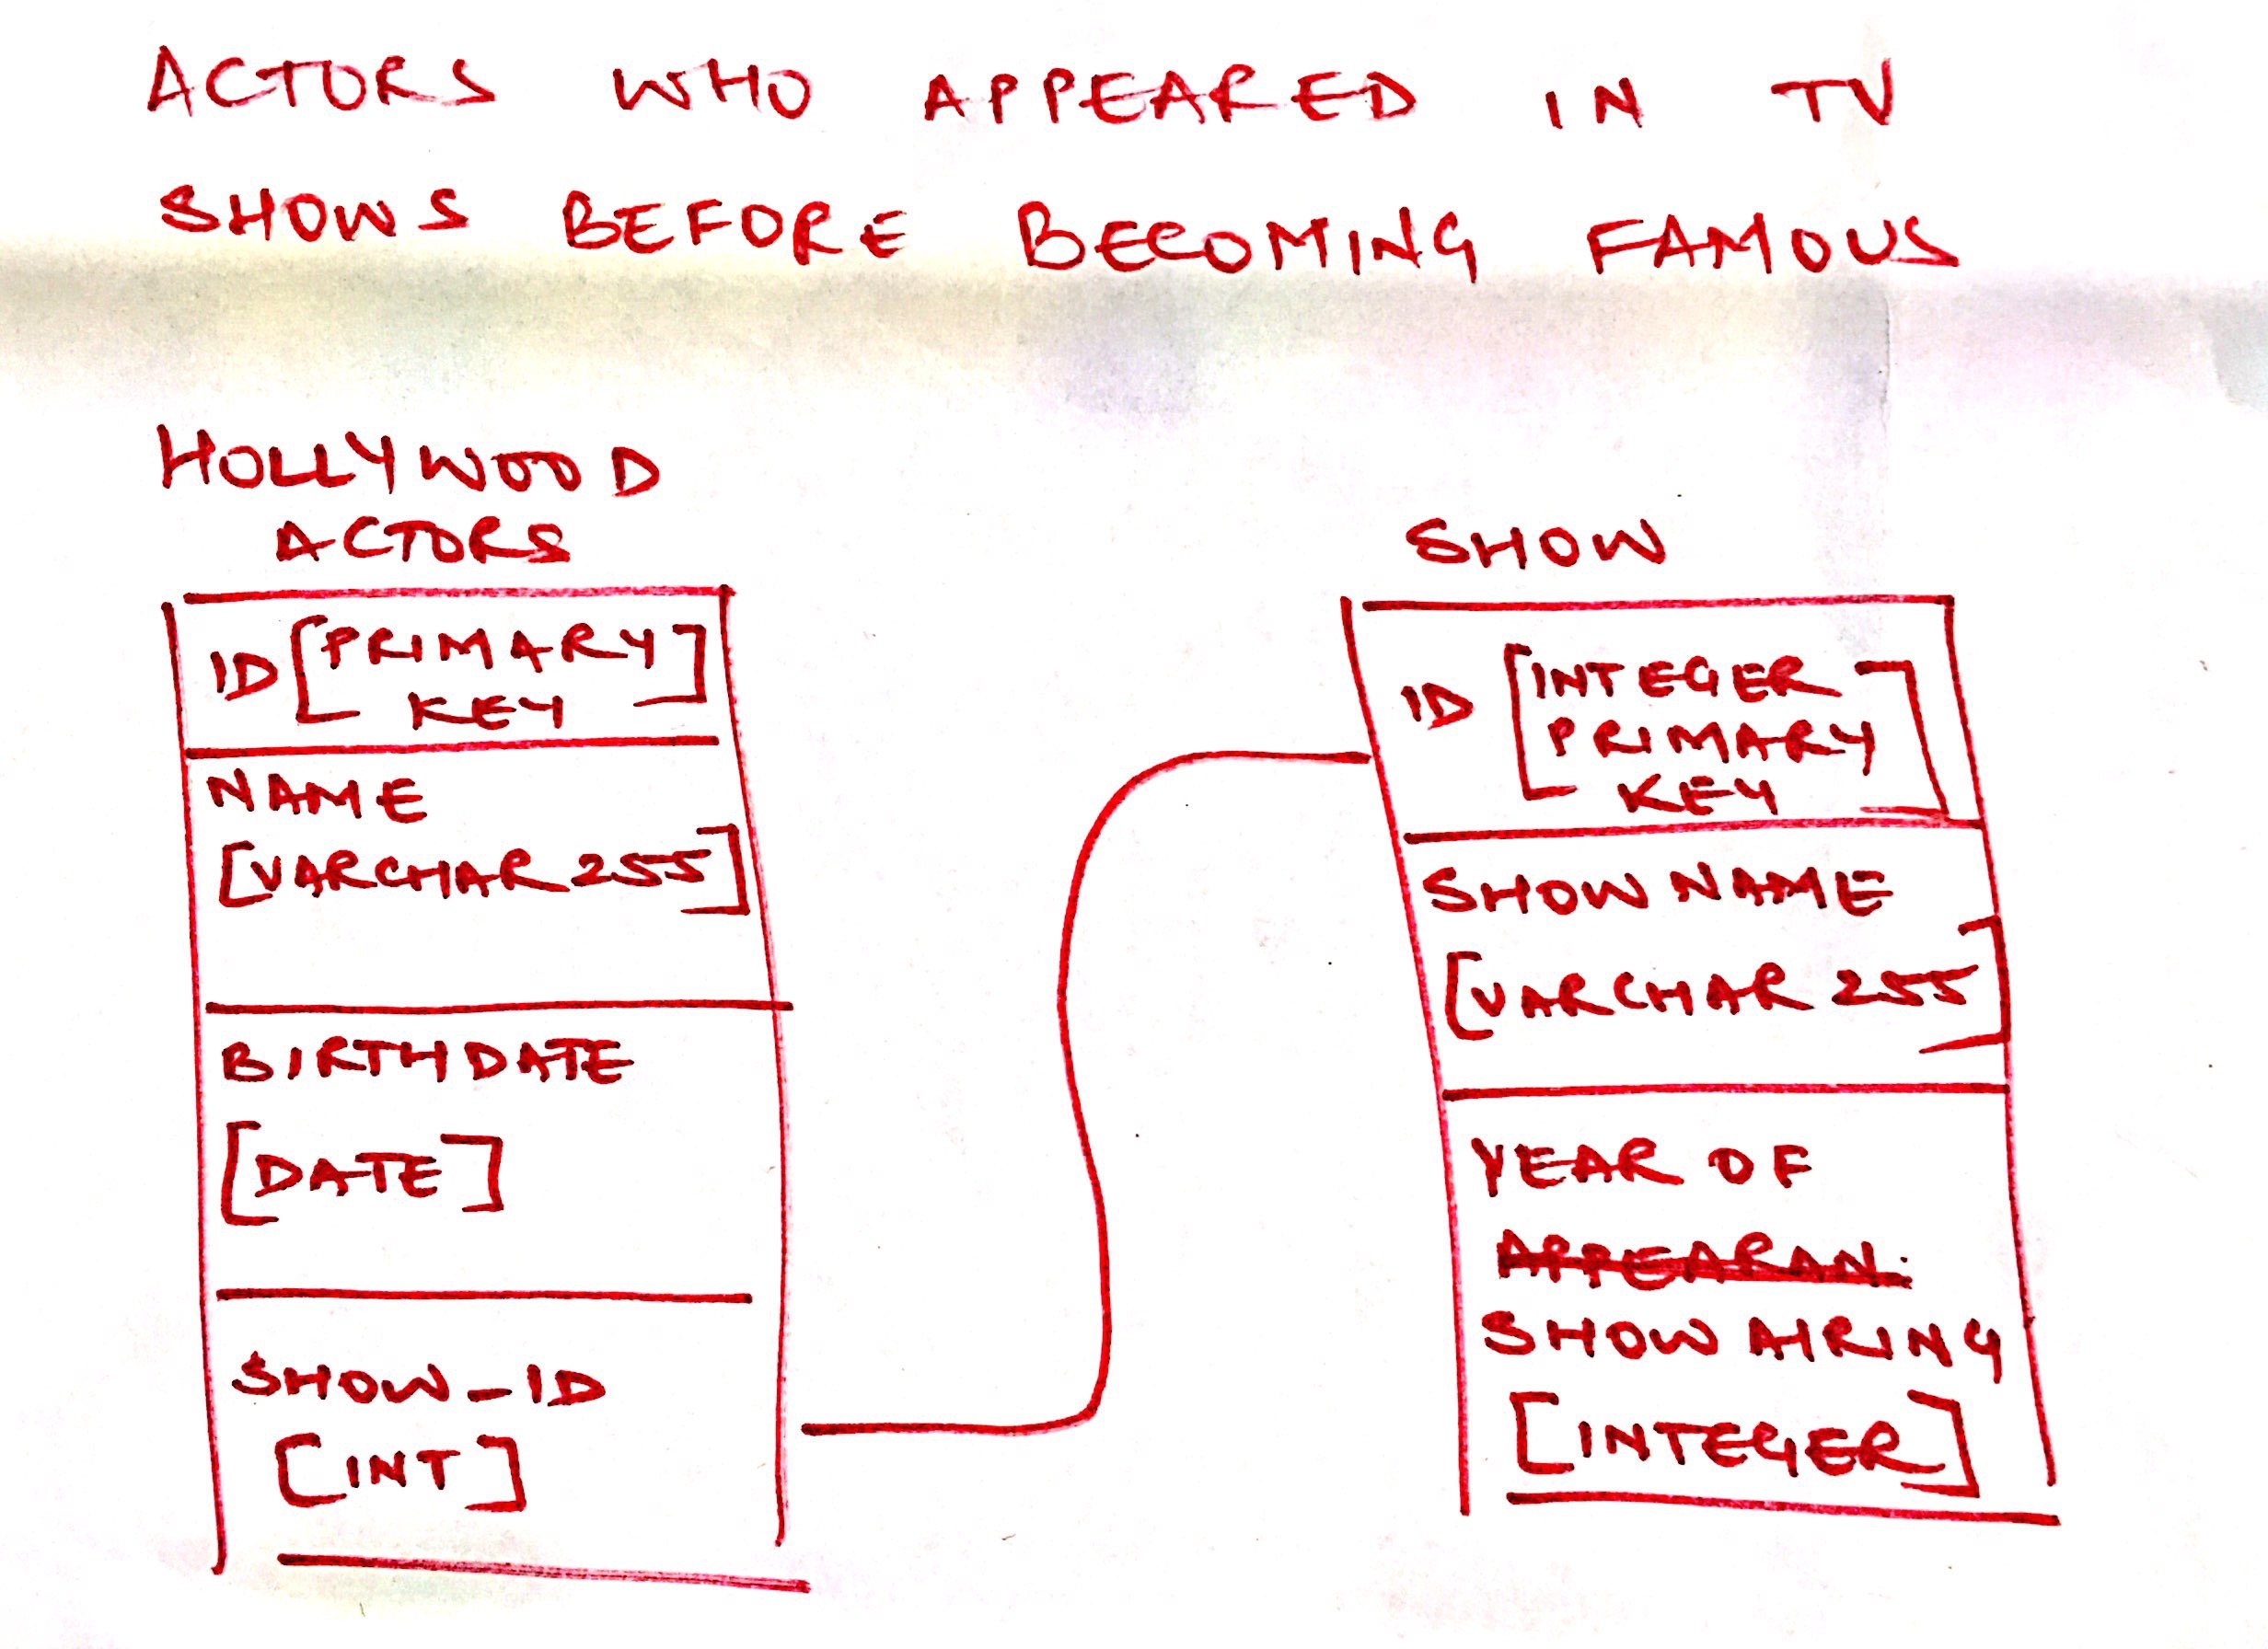 ACTORS WHO APPEARED IN TV
SHOWS BEFORE BECOMING FAMOUS
HOLLYWOOD
ACTORS
ID [PRIMARY
KEY]
NAME
[VARCHAR 255]
BIRTHDATE
[DATE]
SHOW_ID
[INT]
SHOW
ID [INTEGER
PRIMARY
KEY]
SHOW NAME
[VARCHAR 255]
YEAR OF
APPEARAN.
SHOW AIRING
[INTEGER]